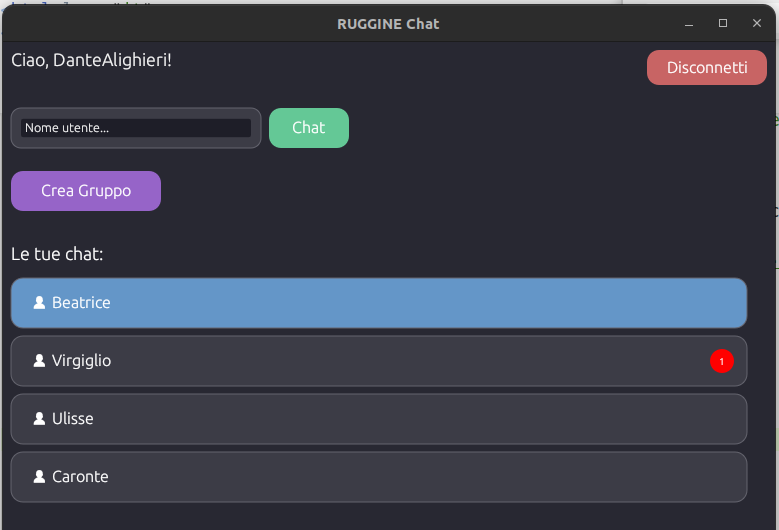 RUGGINE Chat
Ciao, DanteAlighieri!
Disconnetti
Nome utente...
Chat
Crea Gruppo
Le tue chat:
Beatrice
Virgiglio
1
Ulisse
Caronte